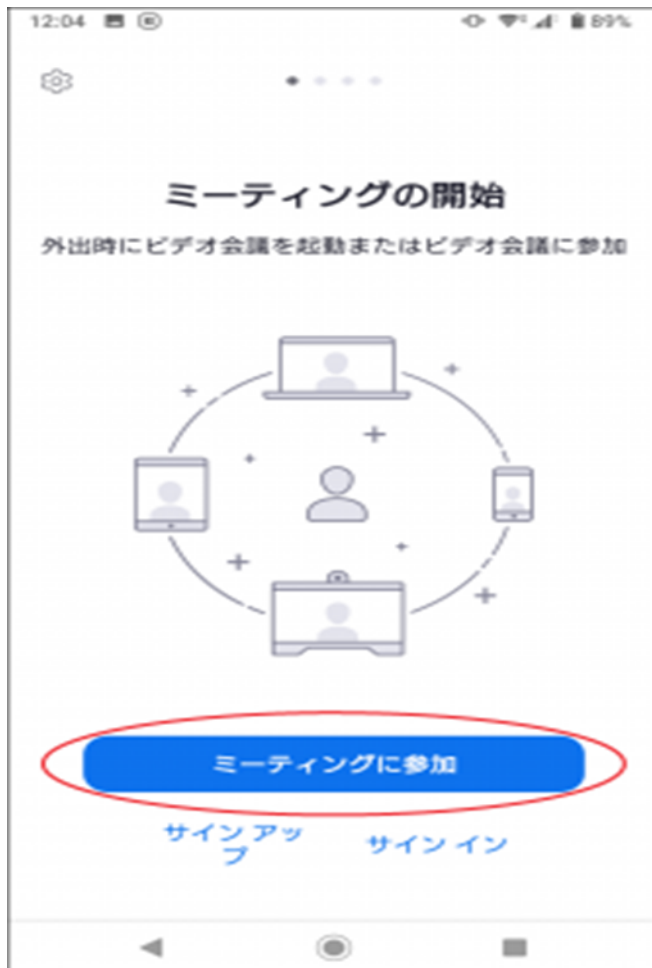 12:04
89%
ミーティングの開始
外出時にビデオ会議を起動またはビデオ会議に参加
ミーティングに参加
サイン アッ
プ
サイン イン